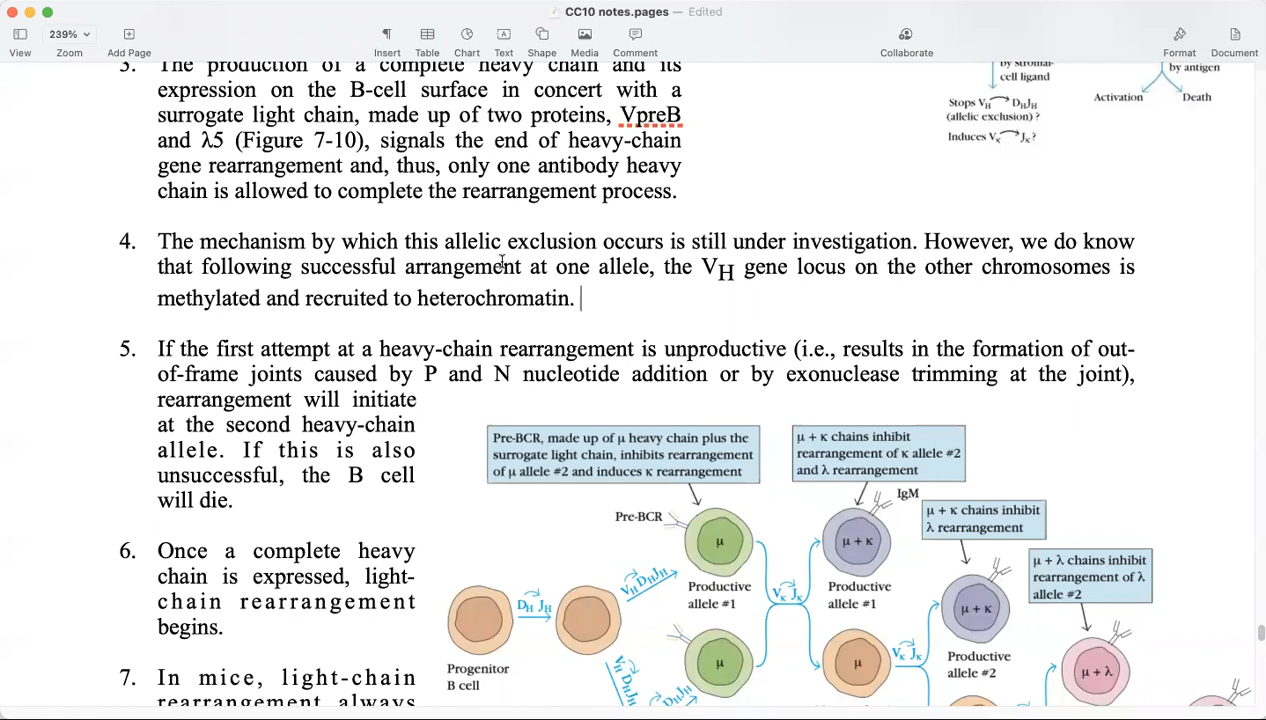 CC10 notes.pages — Edited
239%
View
Zoom
Add Page
Insert
Table
Chart
Text
Shape
Media
Comment
Collaborate
Format
Document
3. The production of a complete heavy chain and its
expression on the B-cell surface in concert with a
surrogate light chain, made up of two proteins, VpreB
and λ5 (Figure 7-10), signals the end of heavy-chain
gene rearrangement and, thus, only one antibody heavy
chain is allowed to complete the rearrangement process.
by stromal-
cell ligand
Stops VH DHJH
(allelic exclusion) ?
Induces Vκ Jκ?
by antigen
Activation
Death
4. The mechanism by which this allelic exclusion occurs is still under investigation. However, we do know
that following successful arrangement at one allele, the VH gene locus on the other chromosomes is
methylated and recruited to heterochromatin.
5. If the first attempt at a heavy-chain rearrangement is unproductive (i.e., results in the formation of out-
of-frame joints caused by P and N nucleotide addition or by exonuclease trimming at the joint),
rearrangement will initiate
at the second heavy-chain
allele. If this is also
unsuccessful, the B cell
will die.
6. Once a complete heavy
chain is expressed, light-
chain rearrangement
begins.
7. In mice, light-chain
rearrangement always
Pre-BCR, made up of μ heavy chain plus the
surrogate light chain, inhibits rearrangement
of μ allele #2 and induces κ rearrangement
μ + κ chains inhibit
rearrangement of κ allele #2
and λ rearrangement
IgM
μ + κ chains inhibit
λ rearrangement
μ + λ chains inhibit
rearrangement of λ
allele #2
Pre-BCR
μ
Productive
allele #1
μ + κ
Productive
allele #1
μ + κ
Productive
allele #2
μ + λ
Progenitor
B cell
DH JH
VH DHJH
VH DHJH
DHJH
Vκ Jκ
μ
μ
Vκ Jκ